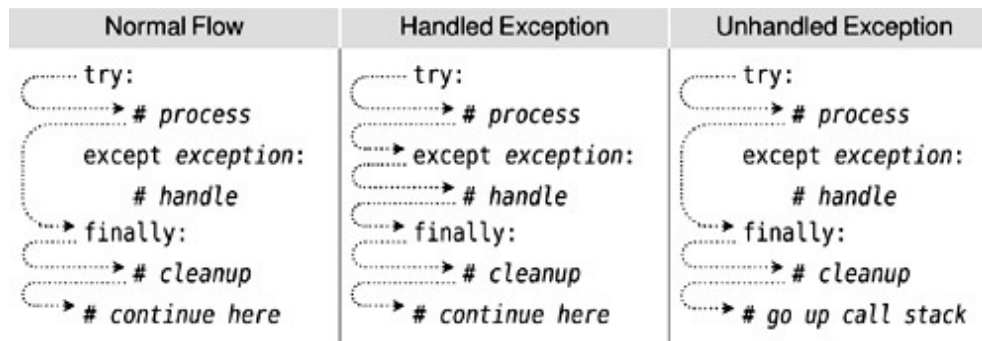 Normal Flow
Handled Exception
Unhandled Exception
try:
# process
except exception:
# handle
finally:
# cleanup
# continue here
try:
# process
except exception:
# handle
finally:
# cleanup
# continue here
try:
# process
except exception:
# handle
finally:
# cleanup
# go up call stack